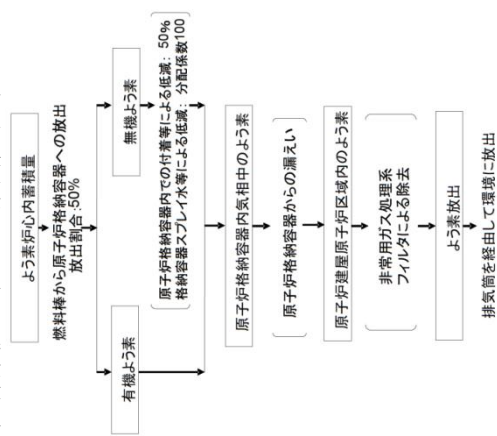 よう素炉心内蓄積量
燃料棒から原子炉格納容器への放出
放出割合:50%
有機よう素
無機よう素
原子炉格納容器内での付着等による低減: 50%
格納容器スプレイ水等による低減: 分配係数100
原子炉格納容器内気相中のよう素
原子炉格納容器からの漏えい
原子炉建屋原子炉区域内のよう素
非常用ガス処理系
フィルタによる除去
よう素放出
排気筒を経由して環境に放出